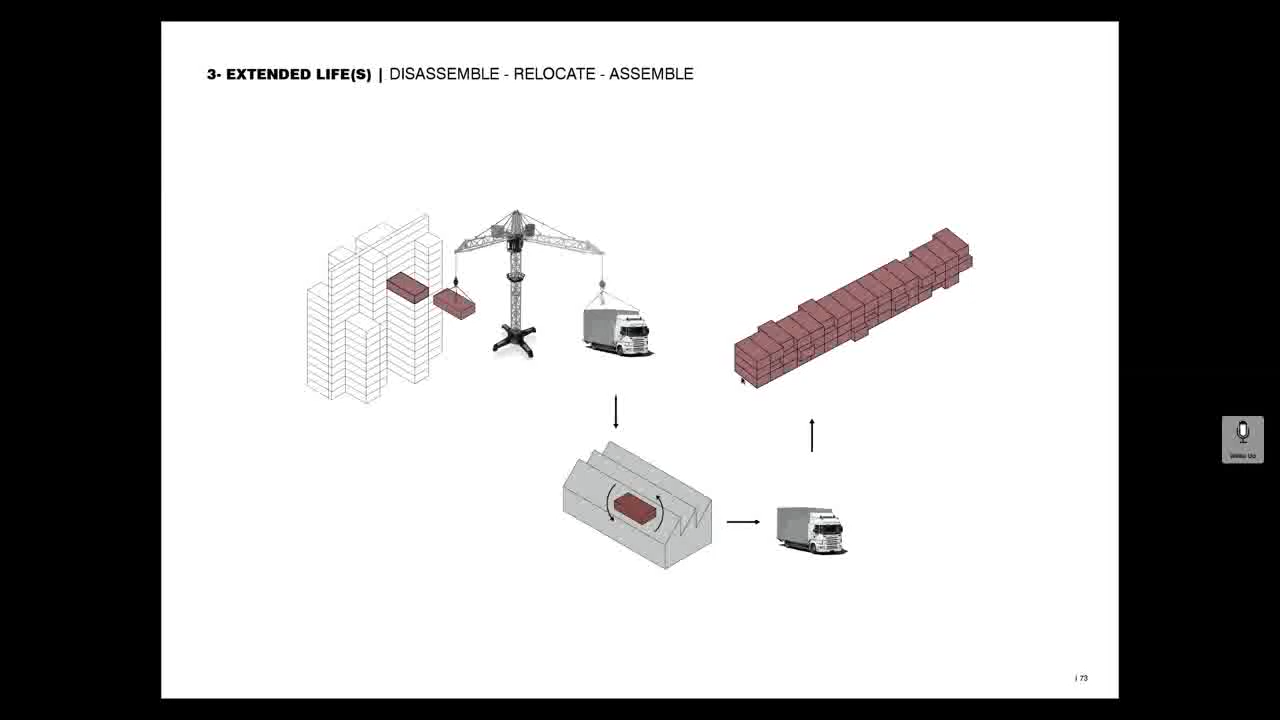 3- EXTENDED LIFE(S) | DISASSEMBLE - RELOCATE - ASSEMBLE
| 73